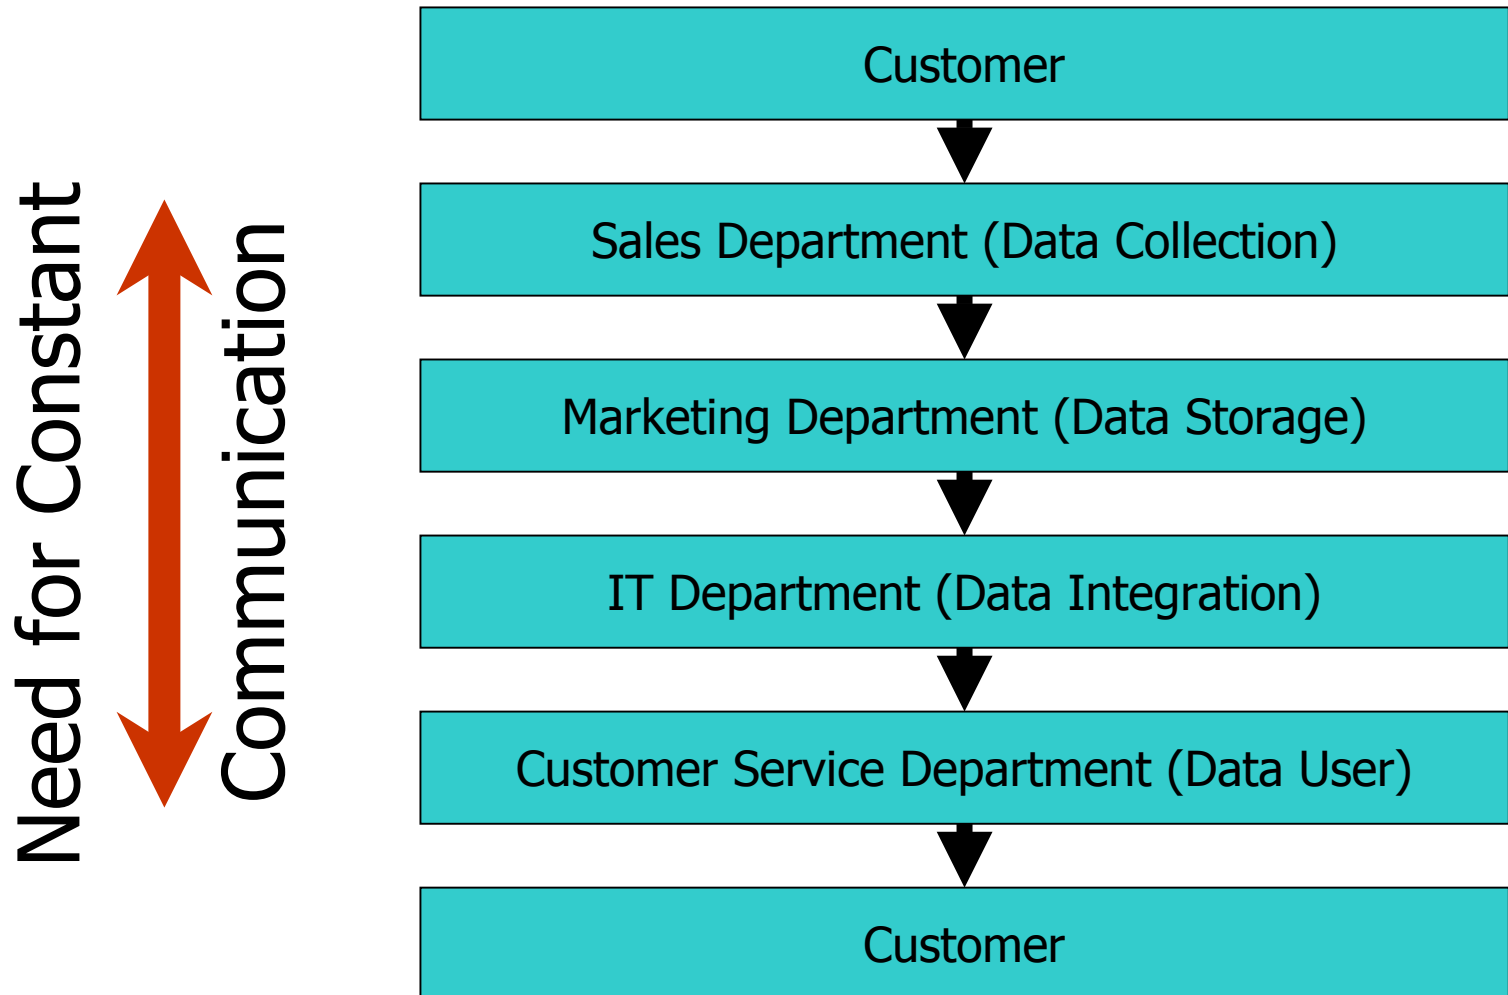 Need for Constant
Communication
Customer
Sales Department (Data Collection)
Marketing Department (Data Storage)
IT Department (Data Integration)
Customer Service Department (Data User)
Customer